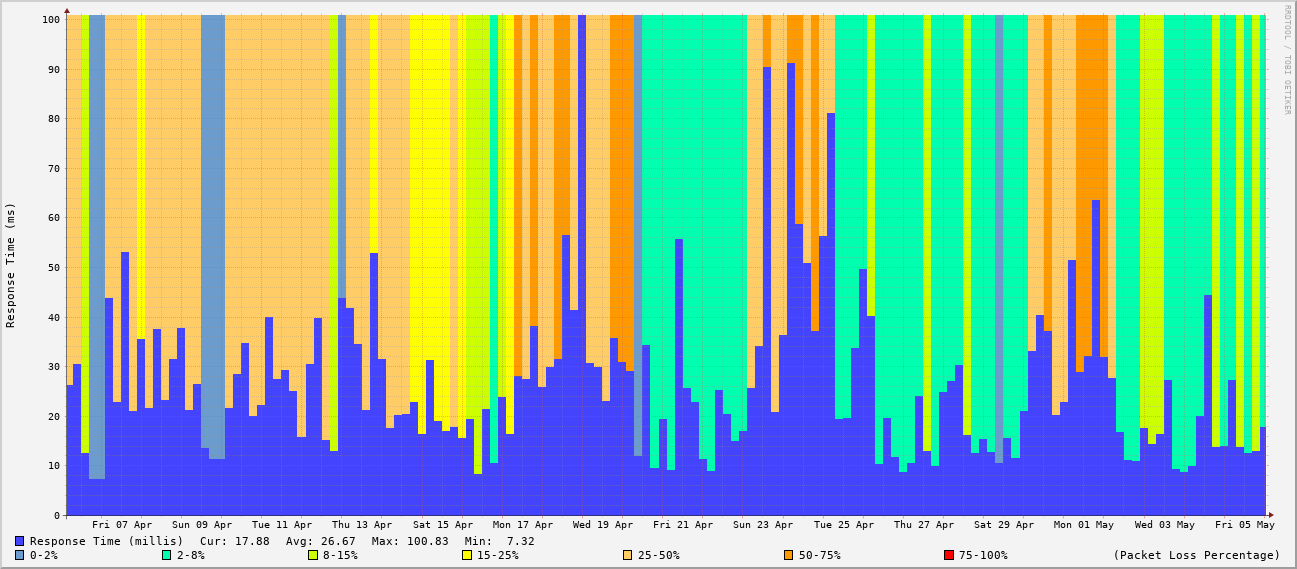 100
90
80
70
60
50
40
30
20
10
0
Response Time (ms)
RRDTOOL / TOBI OETIKER
Fri 07 Apr Sun 09 Apr Tue 11 Apr Thu 13 Apr Sat 15 Apr Mon 17 Apr Wed 19 Apr Fri 21 Apr Sun 23 Apr Tue 25 Apr Thu 27 Apr Sat 29 Apr Mon 01 May Wed 03 May Fri 05 May
Response Time (millis) Cur: 17.88 Avg: 26.67 Max: 100.83 Min: 7.32
0-2% 2-8% 8-15% 15-25% 25-50% 50-75% 75-100% (Packet Loss Percentage)